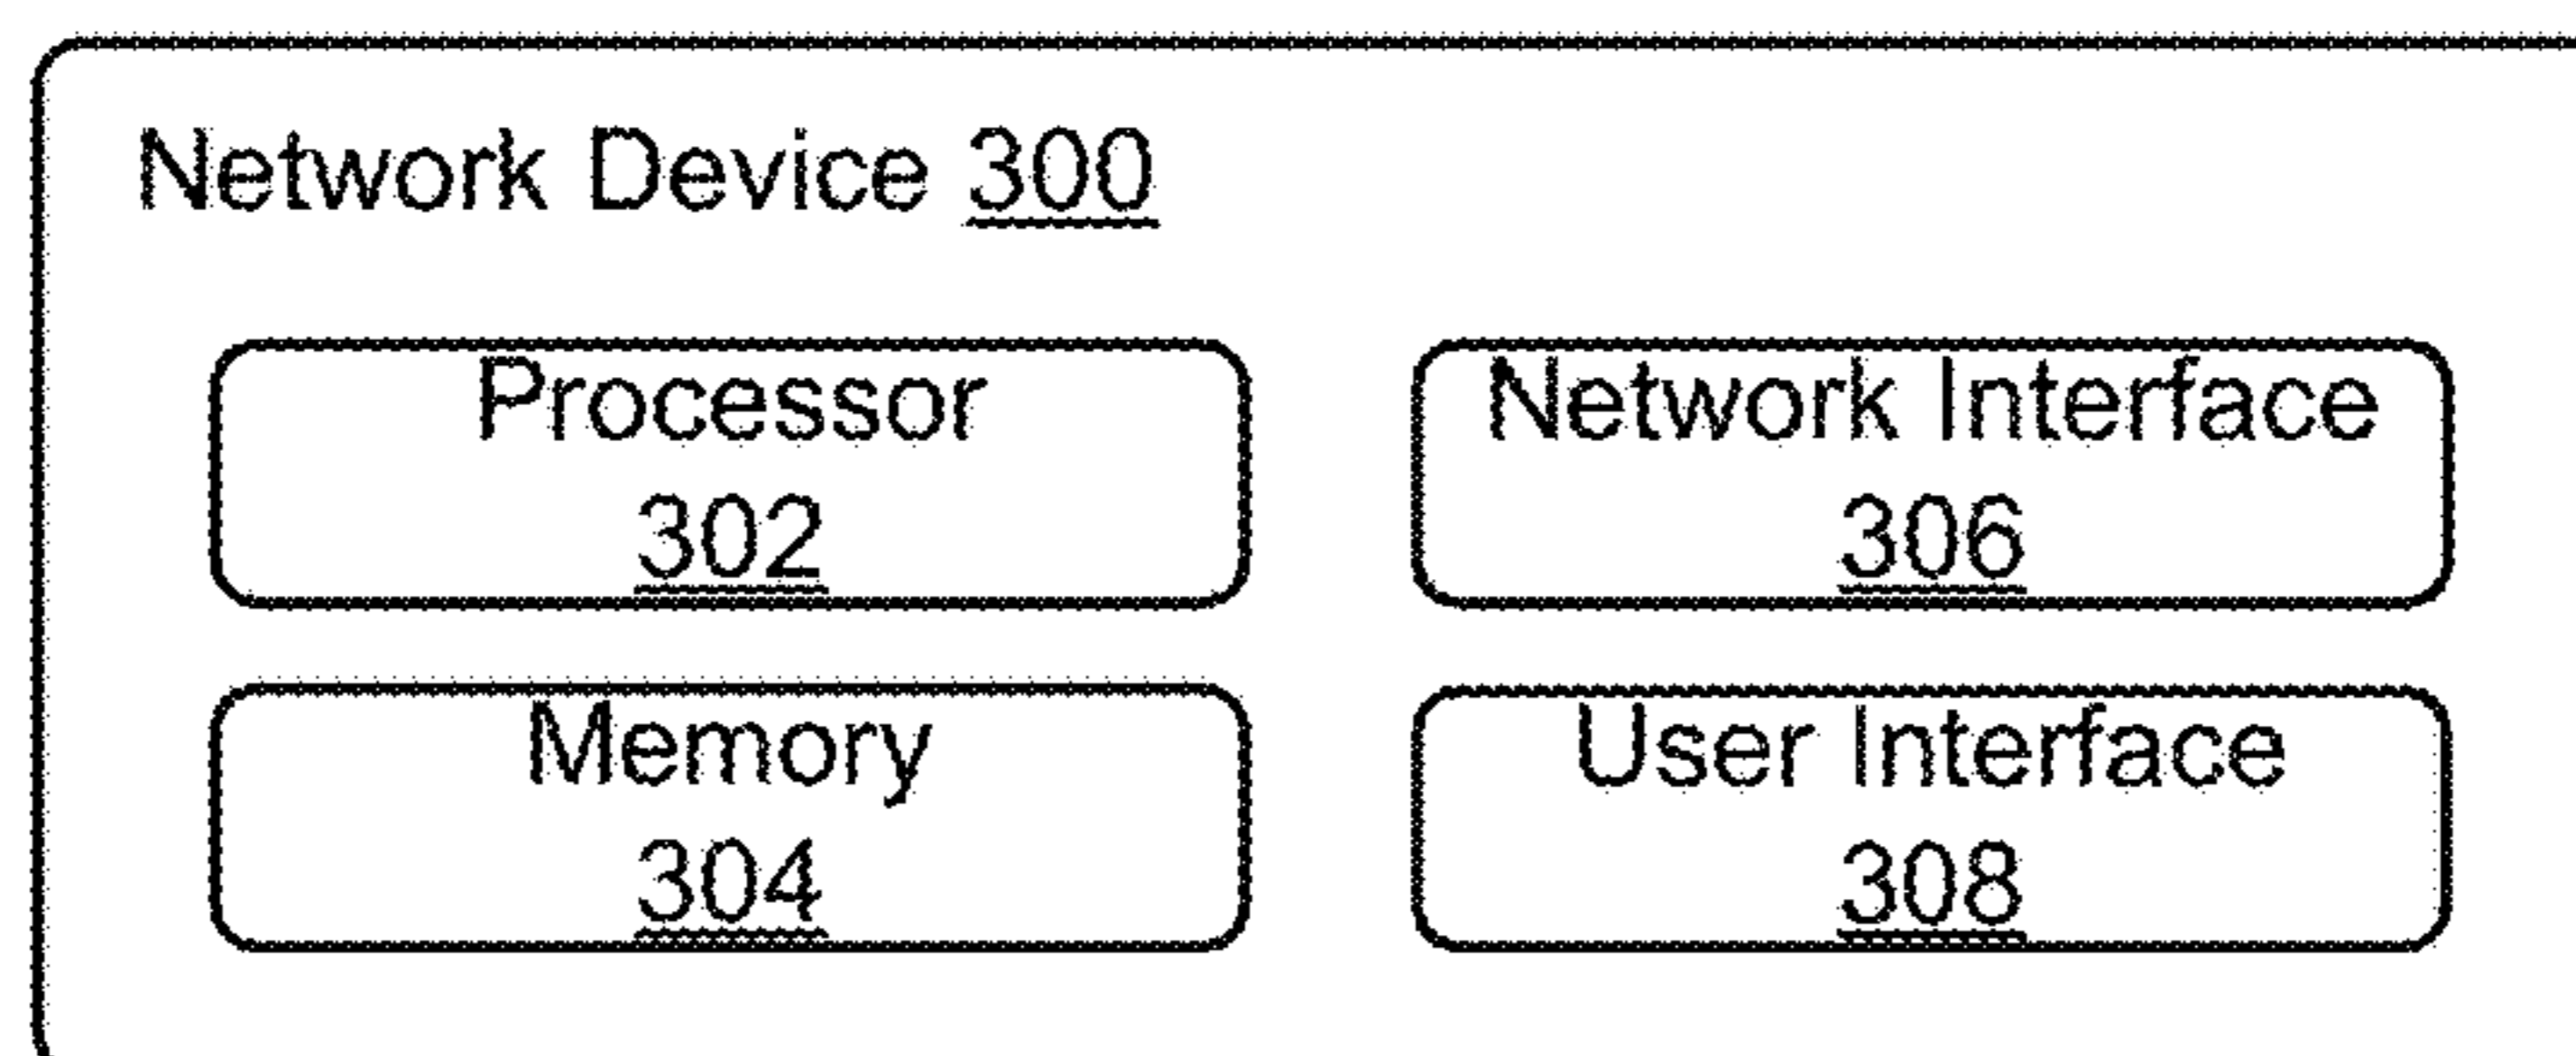 Network Device 300
Processor
302
Network Interface
306
Memory
304
User Interface
308